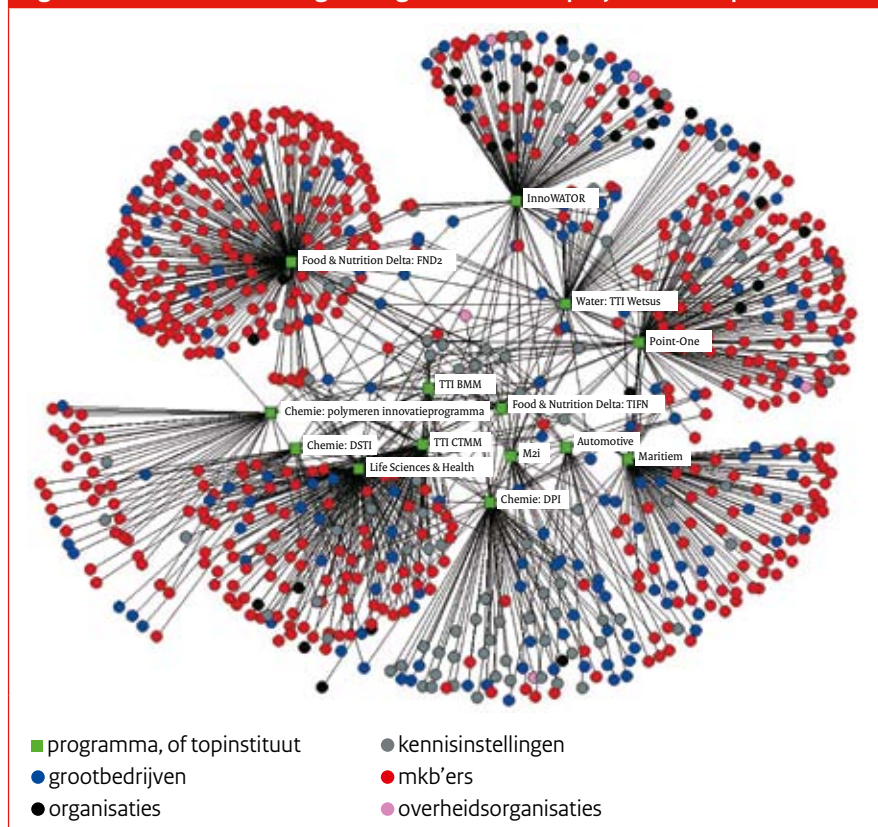 InnoWATOR
Food & Nutrition Delta: FND2
Water: TTI Wetsus
Point-One
TTI BMM
Chemie: polymeren innovatieprogramma
Food & Nutrition Delta: TIFN
Chemie: DSTI
TTI CTMM
Automotive
M2i
Maritiem
Life Sciences & Health
Chemie: DPI
programma, of topinstituut
kennisinstellingen
grootbedrijven
mkb'ers
organisaties
overheidsorganisaties